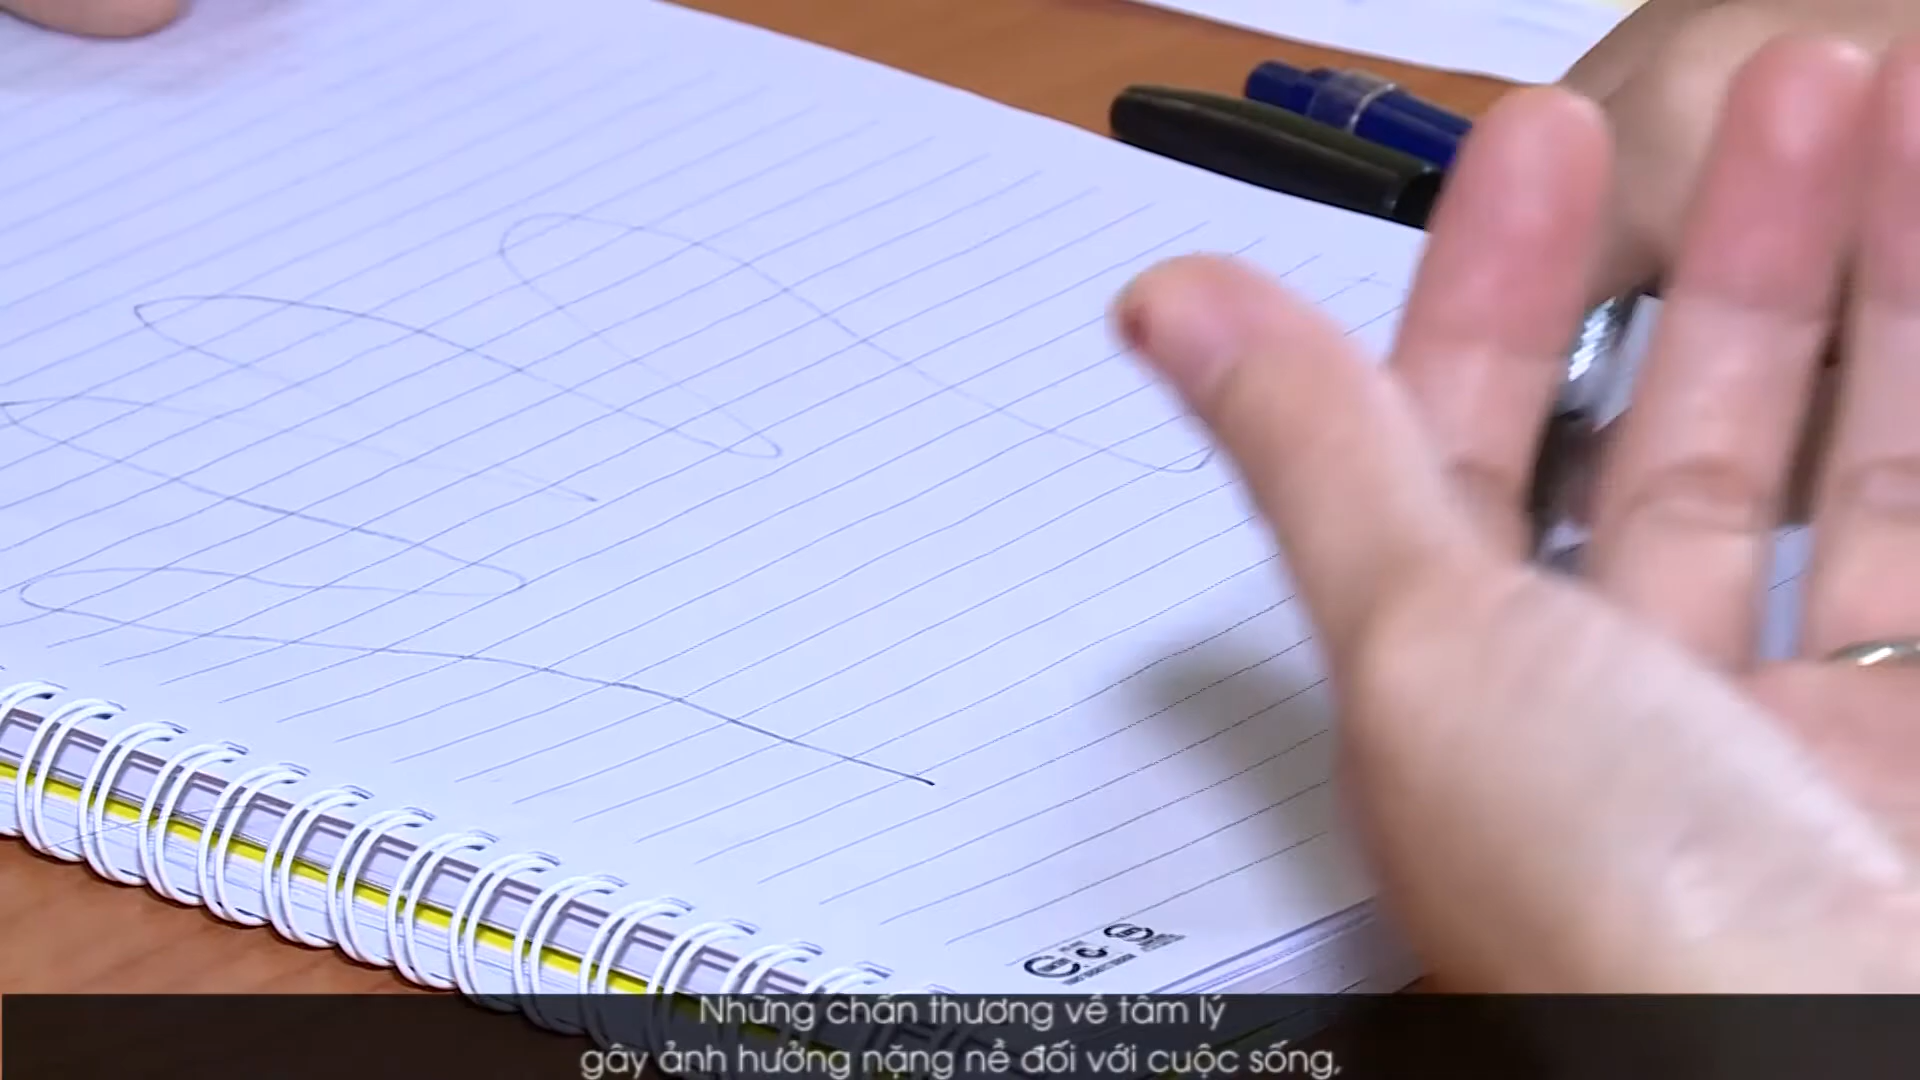 Những chấn thương về tâm lý
gây ảnh hưởng nặng nề đối với cuộc sống,